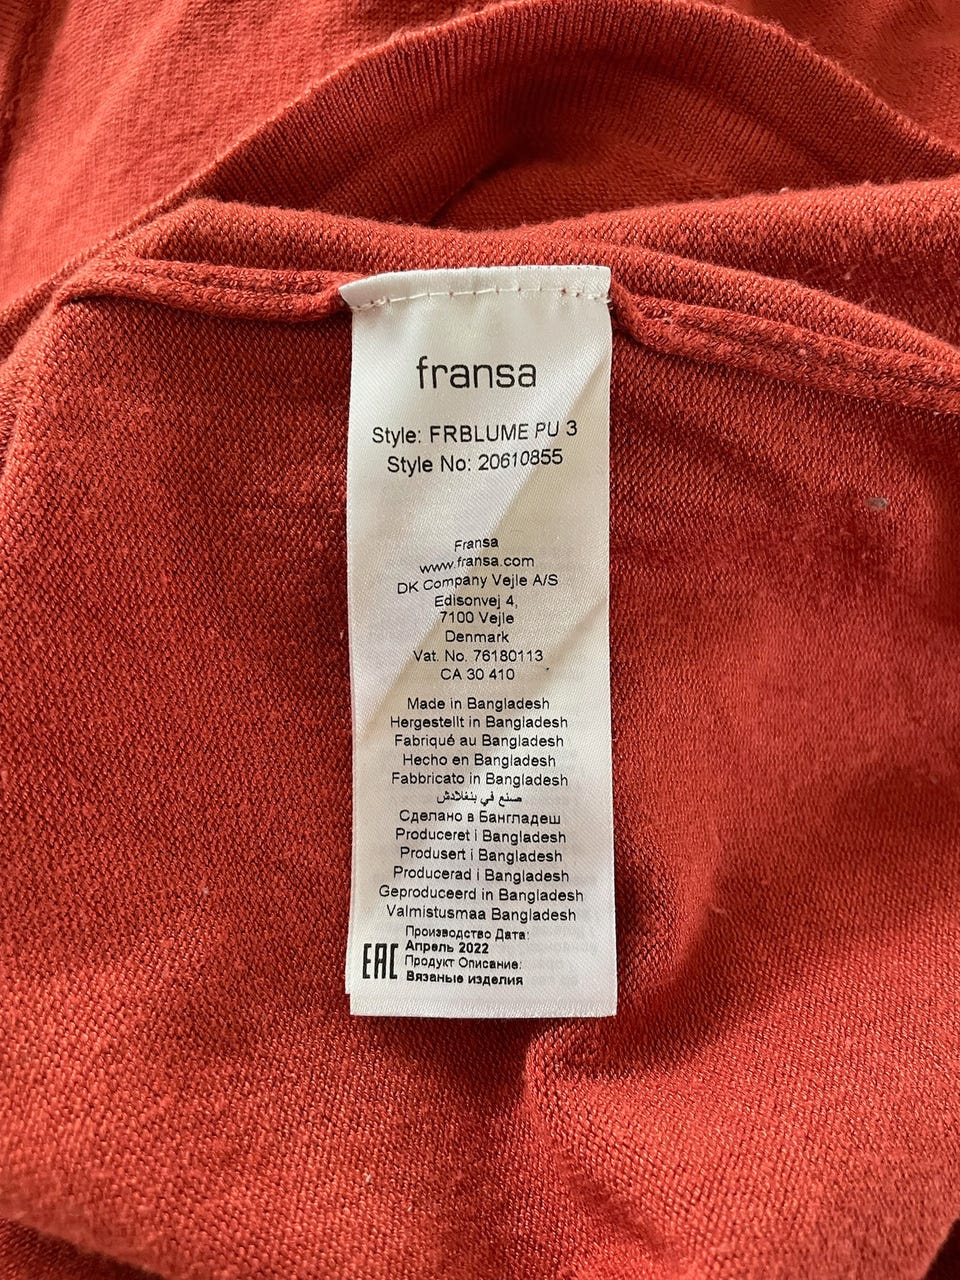 fransa
Style: FRBLUME PU 3
Style No: 20610855
Fransa
www.fransa.com
DK Company Vejle A/S
Edisonvej 4,
7100 Vejle
Denmark
Vat. No. 76180113
CA 30 410
Made in Bangladesh
Hergestellt in Bangladesh
Fabriqué au Bangladesh
Hecho en Bangladesh
Fabbricato in Bangladesh
صنع في بنغلادش
Сделано в Бангладеш
Produceret i Bangladesh
Produsert i Bangladesh
Producerad i Bangladesh
Geproduceerd in Bangladesh
Valmistusmaa Bangladesh
Производство Дата:
Апрель 2022
EAC Продукт Описание:
Вязаные изделия